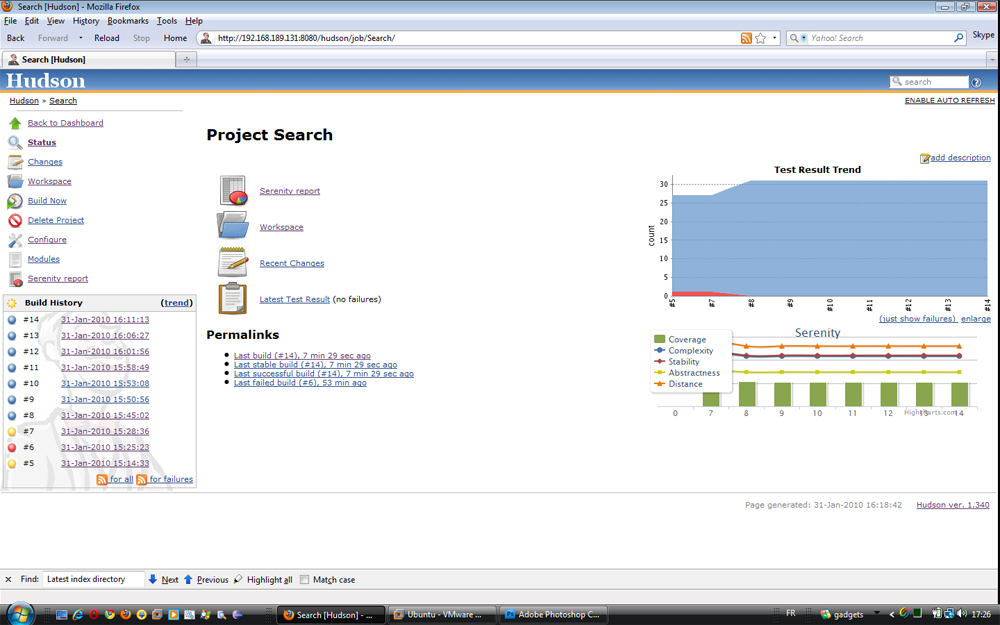 Search [Hudson] - Mozilla Firefox
File Edit View History Bookmarks Tools Help
Back Forward Reload Stop Home http://192.168.189.131:8080/hudson/job/Search/ Yahoo! Search Skype
Search [Hudson]
Hudson search
Hudson » Search ENABLE AUTO REFRESH
Back to Dashboard
Status
Changes
Workspace
Build Now
Delete Project
Configure
Modules
Serenity report
Build History (trend)
#14 31-Jan-2010 16:11:13
#13 31-Jan-2010 16:06:27
#12 31-Jan-2010 16:01:56
#11 31-Jan-2010 15:58:49
#10 31-Jan-2010 15:53:08
#9 31-Jan-2010 15:50:56
#8 31-Jan-2010 15:45:02
#7 31-Jan-2010 15:28:36
#6 31-Jan-2010 15:25:23
#5 31-Jan-2010 15:14:33
for all for failures
Project Search
Serenity report
Workspace
Recent Changes
Latest Test Result (no failures)
Permalinks
Last build (#14), 7 min 29 sec ago
Last stable build (#14), 7 min 29 sec ago
Last successful build (#14), 7 min 29 sec ago
Last failed build (#6), 53 min ago
add description
Test Result Trend
30
25
20
15
10
5
0
count
#5 #7 #8 #9 #10 #11 #12 #13 #14
(just show failures) enlarge
Serenity
Coverage
Complexity
Stability
Abstractness
Distance
0 7 8 9 10 11 12 13 14
Highcharts.com
Page generated: 31-Jan-2010 16:18:42 Hudson ver. 1.340
Find: Latest index directory Next Previous Highlight all Match case
Search [Hudson] - ... Ubuntu - VMware ... Adobe Photoshop C... FR gadgets 17:26